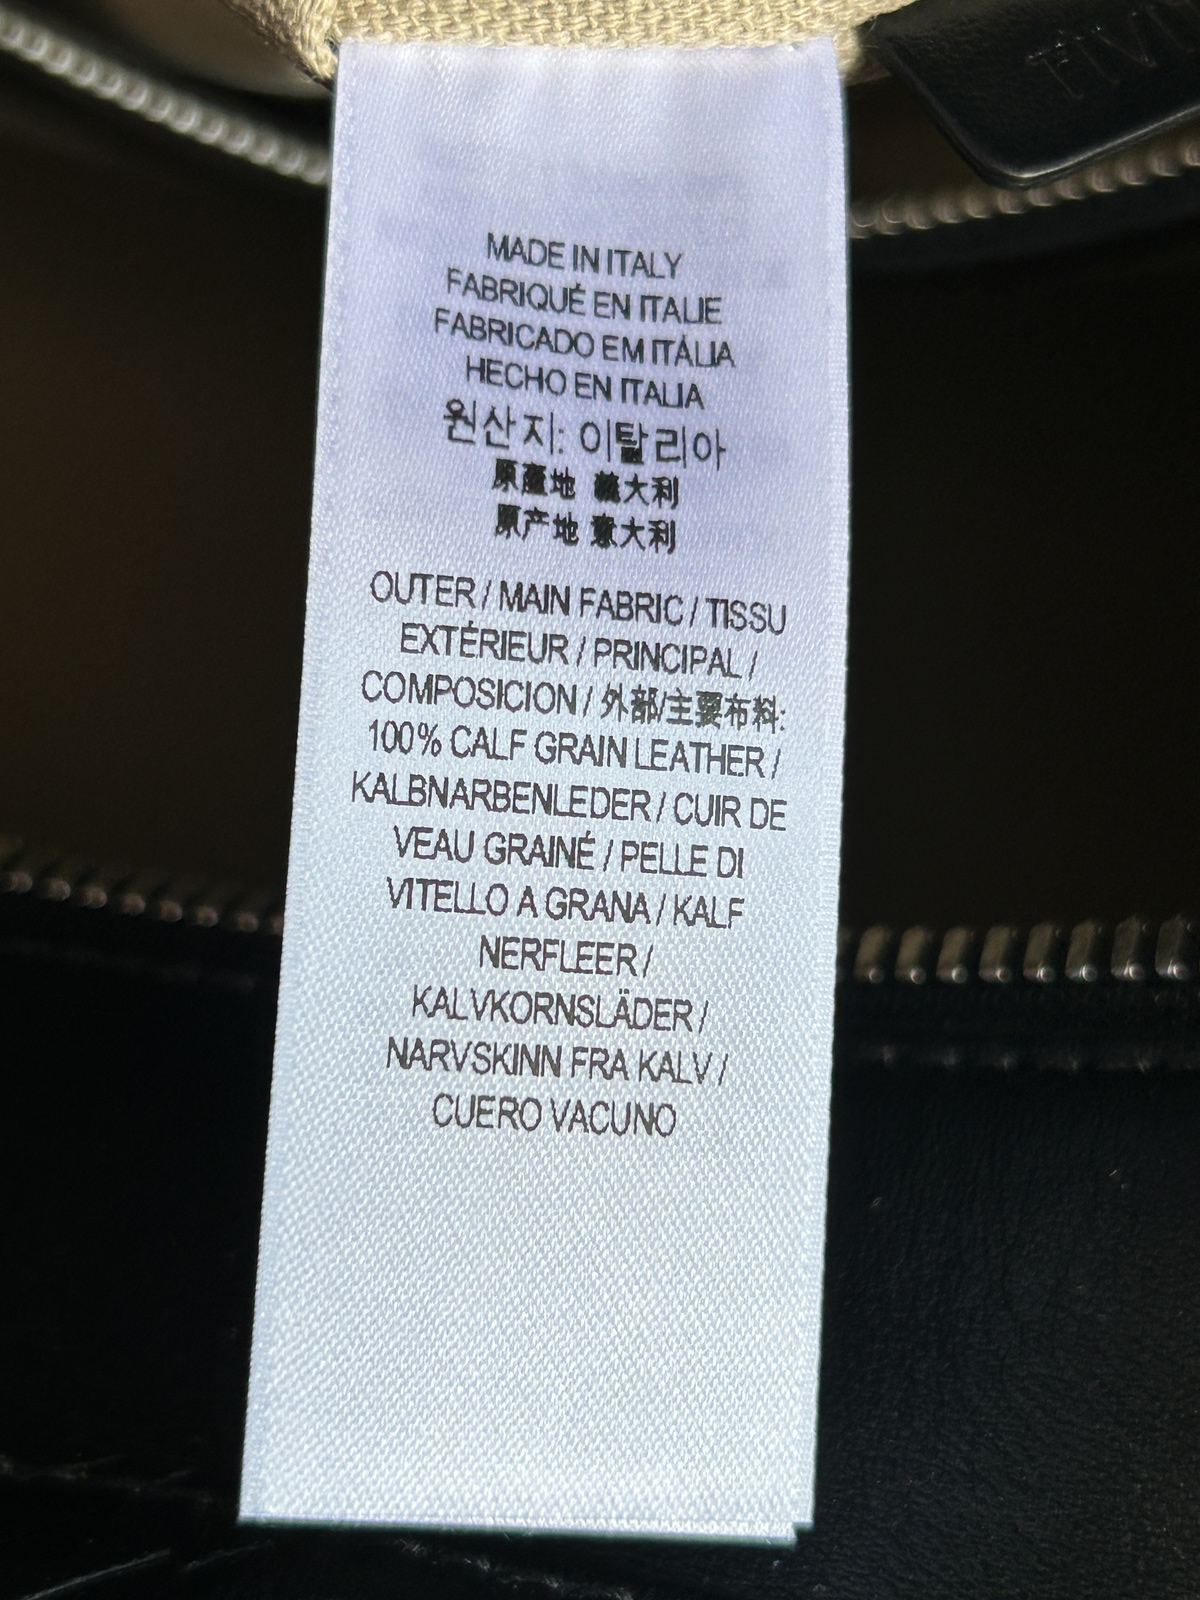 MADE IN ITALY
FABRIQUÉ EN ITALIE
FABRICADO EM ITÁLIA
HECHO EN ITALIA
원산지: 이탈리아
原產地 義大利
原产地 意大利
OUTER / MAIN FABRIC / TISSU
EXTÉRIEUR / PRINCIPAL /
COMPOSICION / 外部/主要布料:
100% CALF GRAIN LEATHER /
KALBNARBENLEDER / CUIR DE
VEAU GRAINÉ / PELLE DI
VITELLO A GRANA / KALF
NERFLEER /
KALVKORNSLÄDER /
NARVSKINN FRA KALV /
CUERO VACUNO